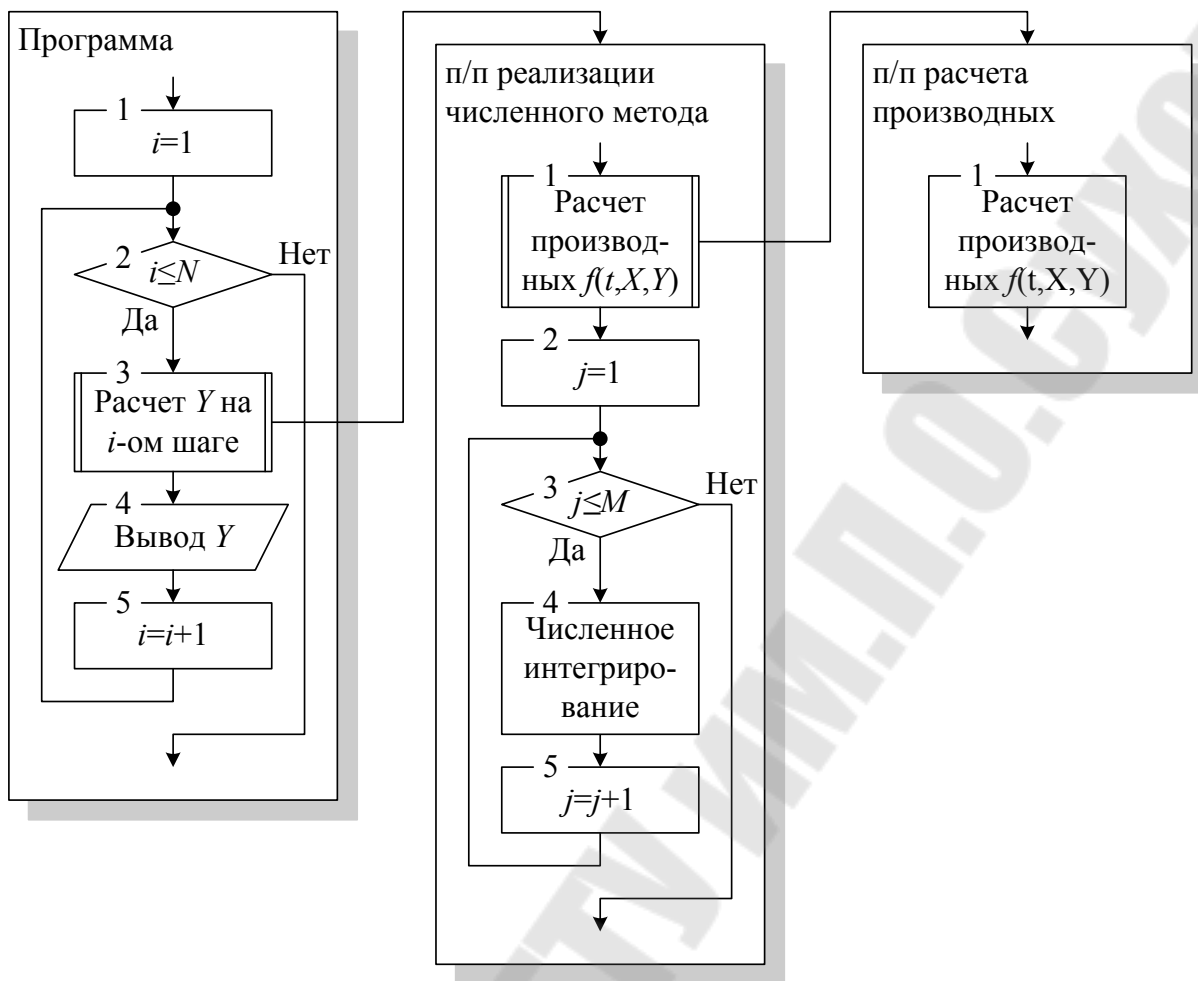 Программа
1
i=1
2
i≤N
Нет
Да
3
Расчет Y на
i-ом шаге
4
Вывод Y
5
i=i+1
п/п реализации
численного метода
1
Расчет
производ-
ных f(t,X,Y)
2
j=1
3
j≤M
Нет
Да
4
Численное
интегриро-
вание
5
j=j+1
п/п расчета
производных
1
Расчет
производ-
ных f(t,X,Y)
ИМ.П.О.